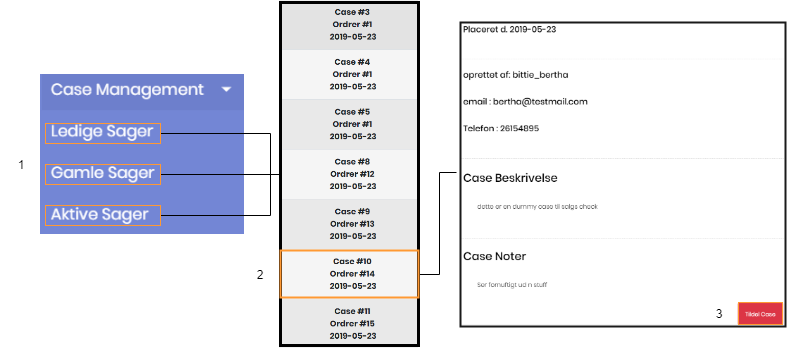 1
Case Management
Ledige Sager
Gamle Sager
Aktive Sager
2
Case #3
Ordrer #1
2019-05-23
Case #4
Ordrer #1
2019-05-23
Case #5
Ordrer #1
2019-05-23
Case #8
Ordrer #12
2019-05-23
Case #9
Ordrer #13
2019-05-23
Case #10
Ordrer #14
2019-05-23
Case #11
Ordrer #15
2019-05-23
Placeret d. 2019-05-23
oprettet af: bittie_bertha
email : bertha@testmail.com
Telefon : 26154895
Case Beskrivelse
dette er en dummy case til salgs check
Case Noter
Ser fornuftigt ud n stuff
3
Tildel Case